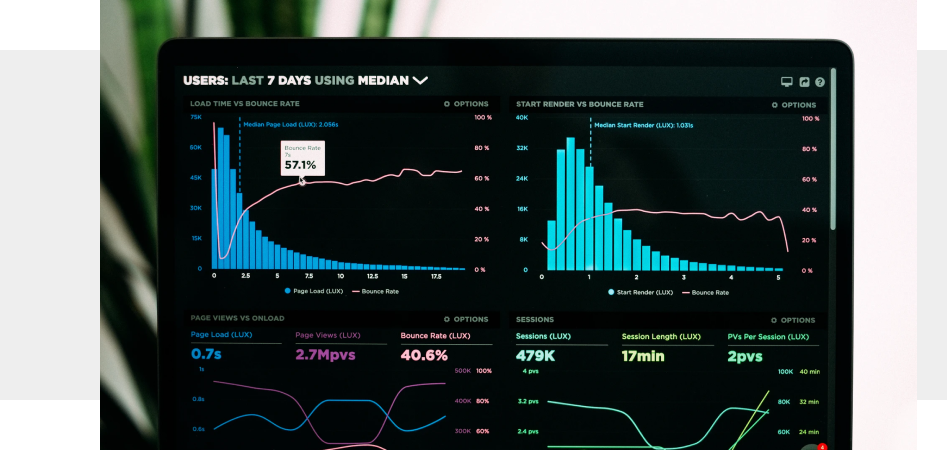 USERS: LAST 7 DAYS USING MEDIAN
LOAD TIME VS BOUNCE RATE
OPTIONS
75K
60K
45K
30K
15K
0
100 %
80 %
60 %
40 %
20 %
0 %
Median Page Load (LUX): 2.056s
Bounce Rate
7s
57.1%
0 2.5 5 7.5 10 12.5 15 17.5
Page Load (LUX) Bounce Rate
START RENDER VS BOUNCE RATE
OPTIONS
40K
32K
24K
16K
8K
0
100 %
80 %
60 %
40 %
20 %
0 %
Median Start Render (LUX): 1.031s
0 1 2 3 4 5
Start Render (LUX) Bounce Rate
PAGE VIEWS VS ONLOAD
OPTIONS
Page Load (LUX)
0.7s
Page Views (LUX)
2.7Mpvs
Bounce Rate (LUX)
40.6%
1s
0.8s
0.6s
500K 100%
400K 80%
300K 60%
SESSIONS
OPTIONS
Sessions (LUX)
479K
Session Length (LUX)
17min
PVs Per Session (LUX)
2pvs
4 pvs
3.2 pvs
2.4 pvs
100K 40 min
80K 32 min
60K 24 min
4